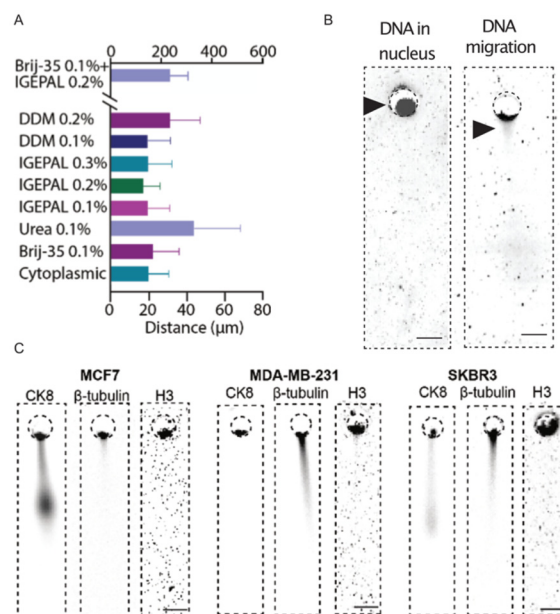 A
0 200 400 600
Brij-35 0.1%+
IGEPAL 0.2%
DDM 0.2%
DDM 0.1%
IGEPAL 0.3%
IGEPAL 0.2%
IGEPAL 0.1%
Urea 0.1%
Brij-35 0.1%
Cytoplasmic
0 20 40 60 80
Distance (µm)
B
DNA in
nucleus
DNA
migration
C
MCF7
CK8 β-tubulin H3
MDA-MB-231
CK8 β-tubulin H3
SKBR3
CK8 β-tubulin H3